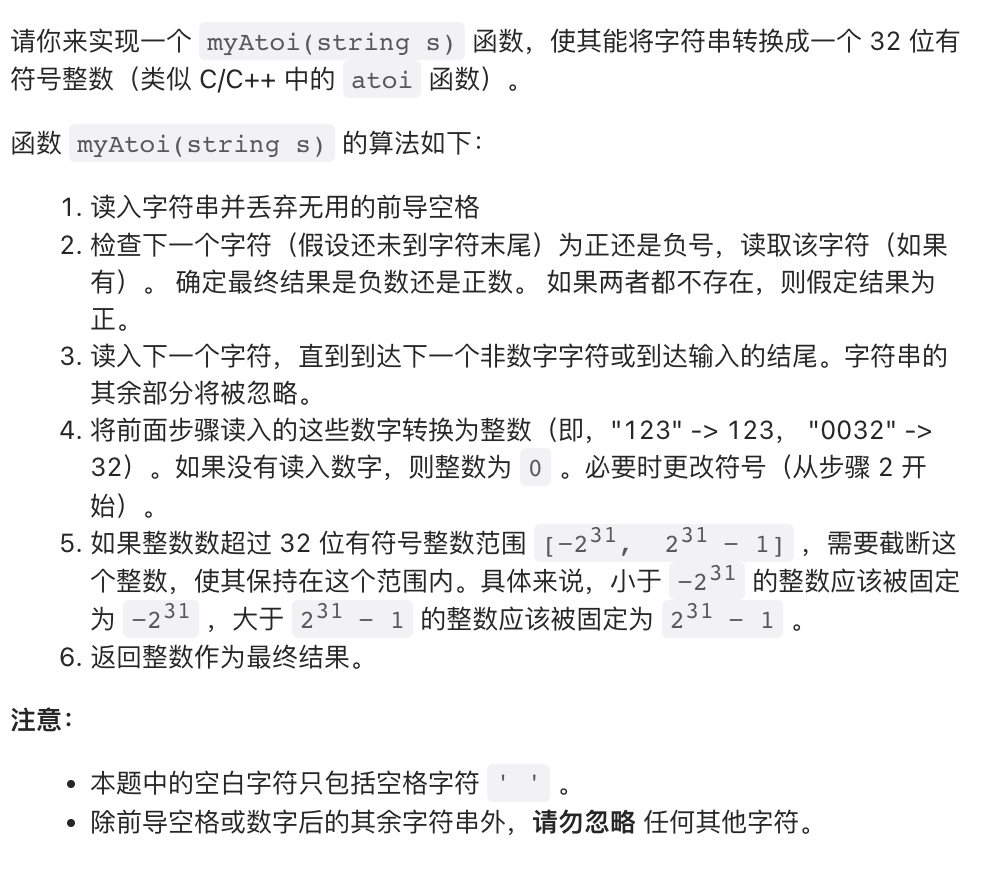 请你来实现一个 myAtoi(string s) 函数，使其能将字符串转换成一个 32 位有
符号整数（类似 C/C++ 中的 atoi 函数）。
函数 myAtoi(string s) 的算法如下：
1. 读入字符串并丢弃无用的前导空格
2. 检查下一个字符（假设还未到字符末尾）为正还是负号，读取该字符（如果
有）。 确定最终结果是负数还是正数。 如果两者都不存在，则假定结果为
正。
3. 读入下一个字符，直到到达下一个非数字字符或到达输入的结尾。字符串的
其余部分将被忽略。
4. 将前面步骤读入的这些数字转换为整数（即，"123" -> 123， "0032" ->
32）。如果没有读入数字，则整数为 0 。必要时更改符号（从步骤 2 开
始）。
5. 如果整数数超过 32 位有符号整数范围 [−2³¹, 2³¹ − 1] ，需要截断这
个整数，使其保持在这个范围内。具体来说，小于 −2³¹ 的整数应该被固定
为 −2³¹ ，大于 2³¹ − 1 的整数应该被固定为 2³¹ − 1 。
6. 返回整数作为最终结果。
注意：
• 本题中的空白字符只包括空格字符 ' ' 。
• 除前导空格或数字后的其余字符串外，请勿忽略 任何其他字符。